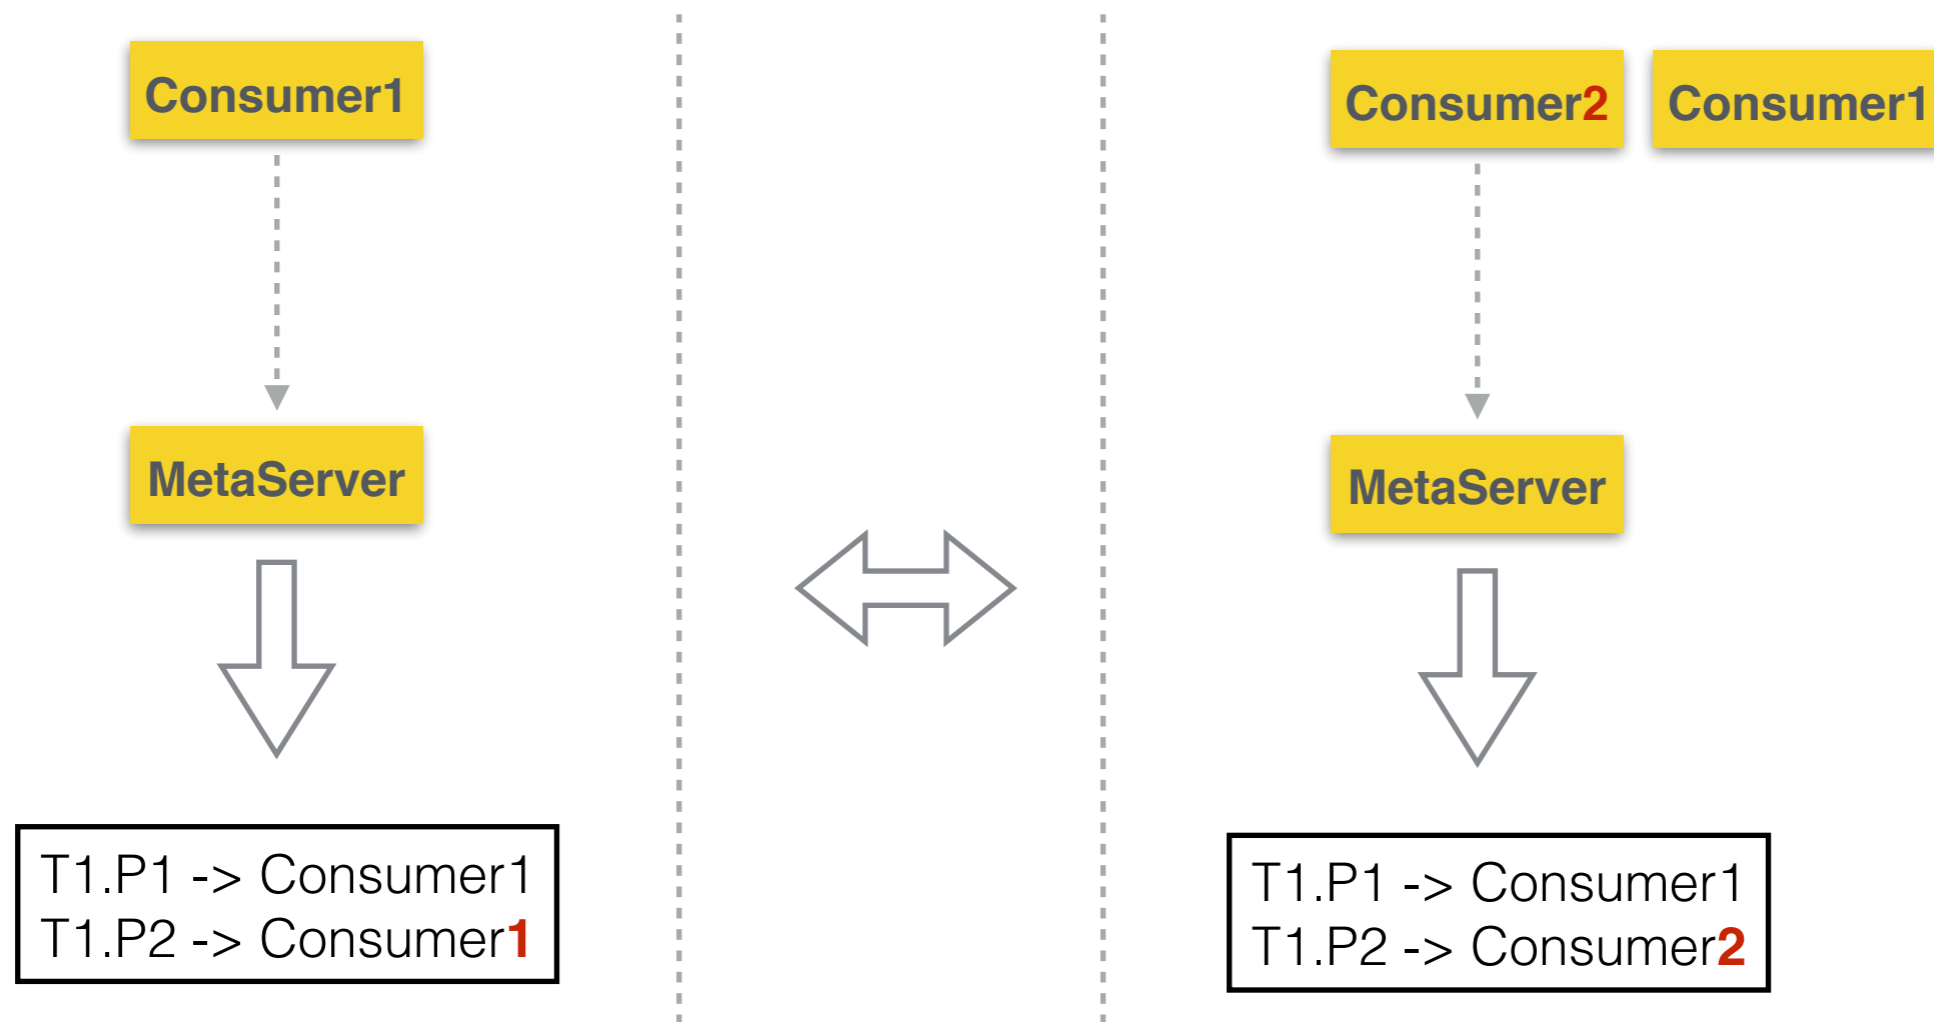 Consumer1
MetaServer
T1.P1 -> Consumer1
T1.P2 -> Consumer1
Consumer2
Consumer1
MetaServer
T1.P1 -> Consumer1
T1.P2 -> Consumer2